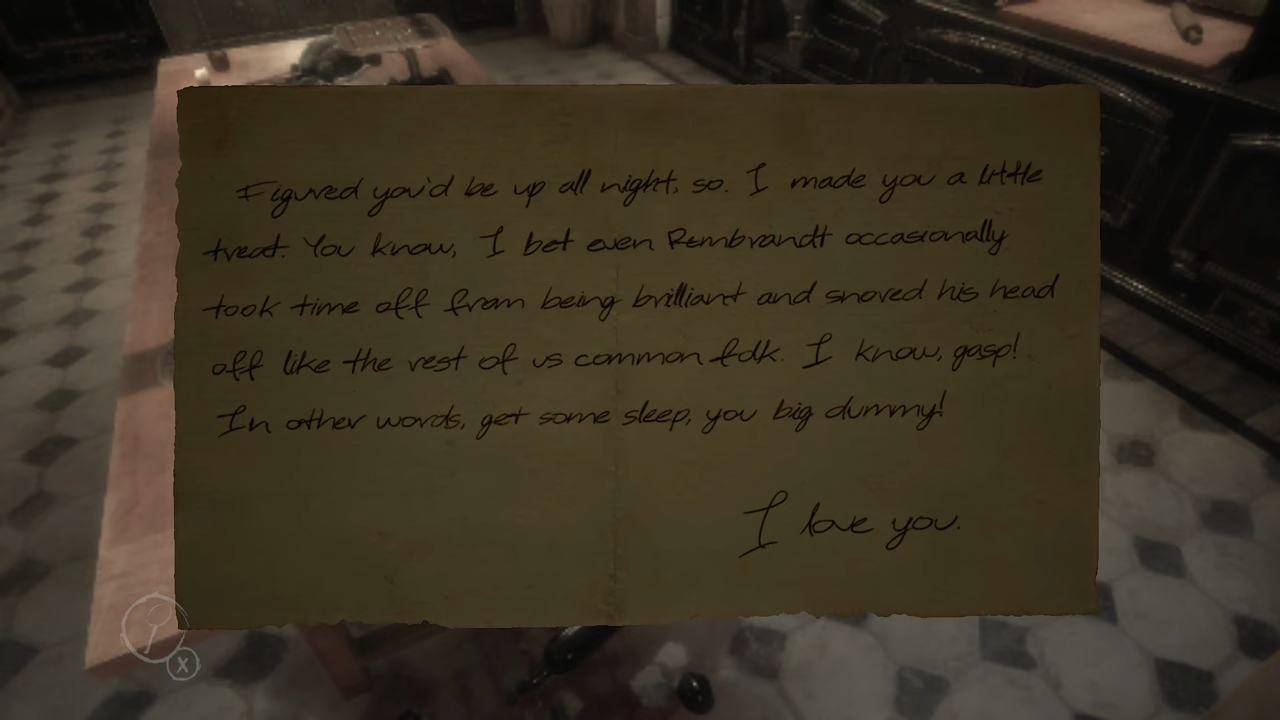 Figured you'd be up all night, so. I made you a little
treat. You know, I bet even Rembrandt occasionally
took time off from being brilliant and snored his head
off like the rest of us common folk. I know, gasp!
In other words, get some sleep, you big dummy!
I love you.
X